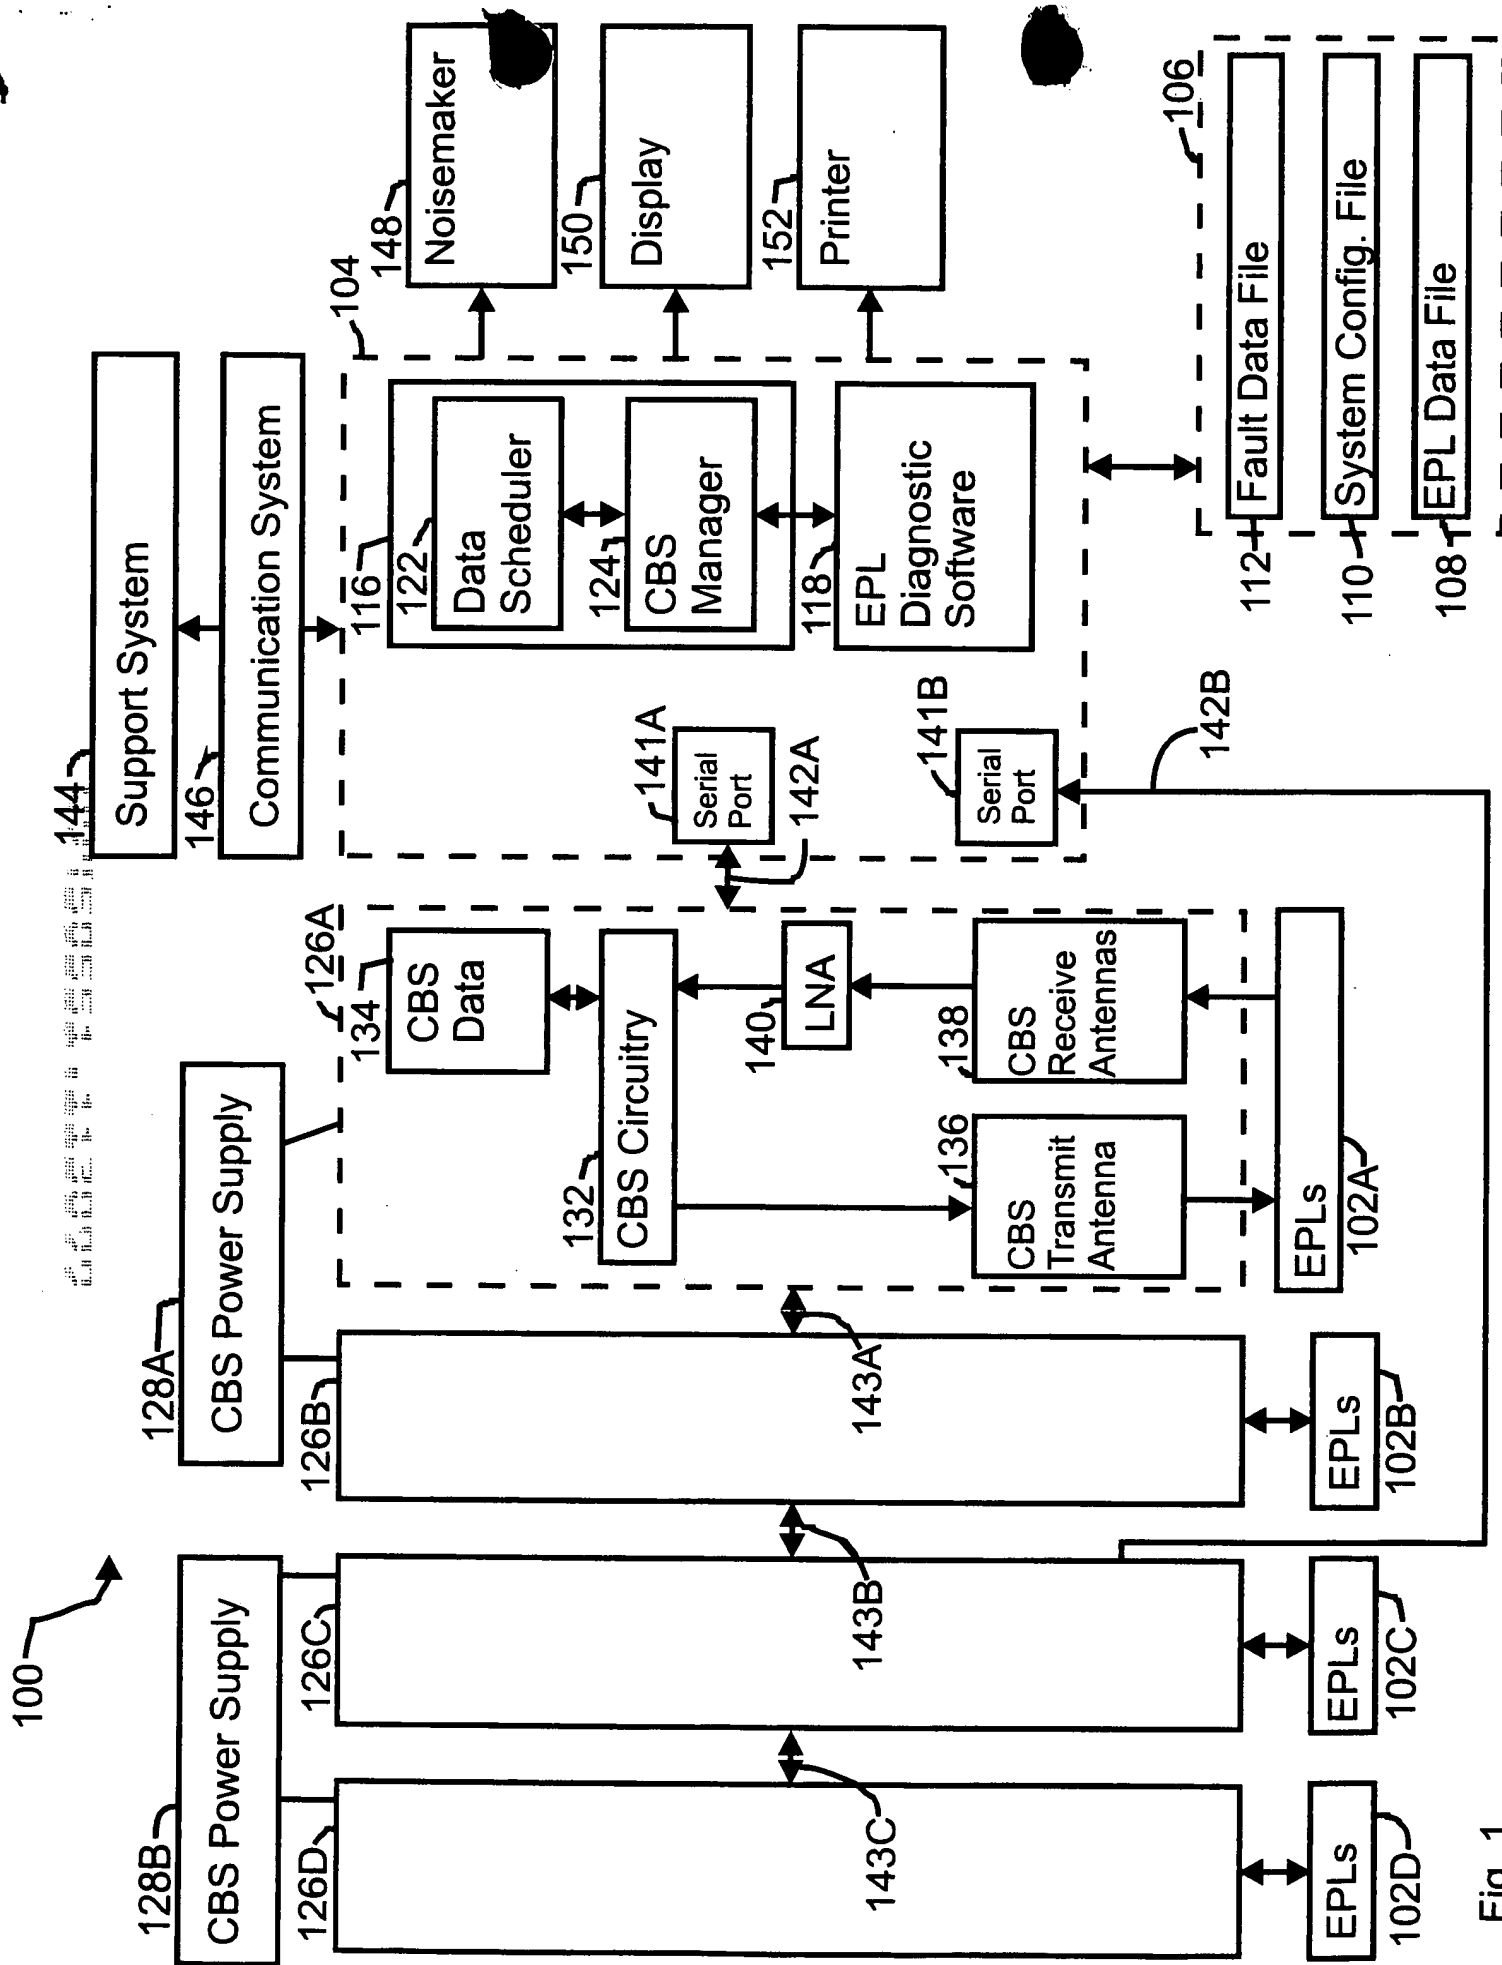 100
144
Support System
146
Communication System
128B
CBS Power Supply
128A
CBS Power Supply
126D
126C
126B
126A
134
CBS
Data
132
CBS Circuitry
140
LNA
138
CBS
Receive
Antennas
136
CBS
Transmit
Antenna
143C
143B
143A
EPLs
102D
EPLs
102C
EPLs
102B
EPLs
102A
104
116
122
Data
Scheduler
124
CBS
Manager
118
EPL
Diagnostic
Software
141A
Serial
Port
142A
141B
Serial
Port
142B
148
Noisemaker
150
Display
152
Printer
106
Fault Data File
112
System Config. File
110
EPL Data File
108
Fig. 1